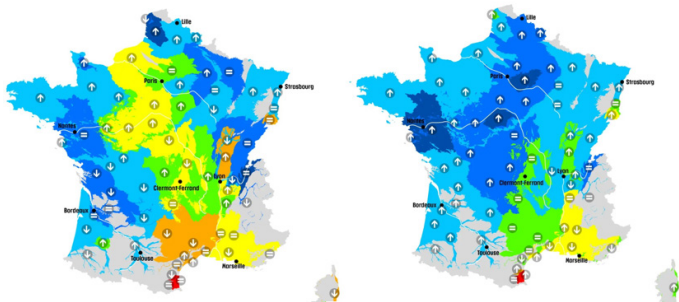 Lille
Paris
Strasbourg
Nantes
Clermont-Ferrand
Lyon
Bordeaux
Toulouse
Marseille
Lille
Paris
Strasbourg
Nantes
Clermont-Ferrand
Lyon
Bordeaux
Toulouse
Marseille